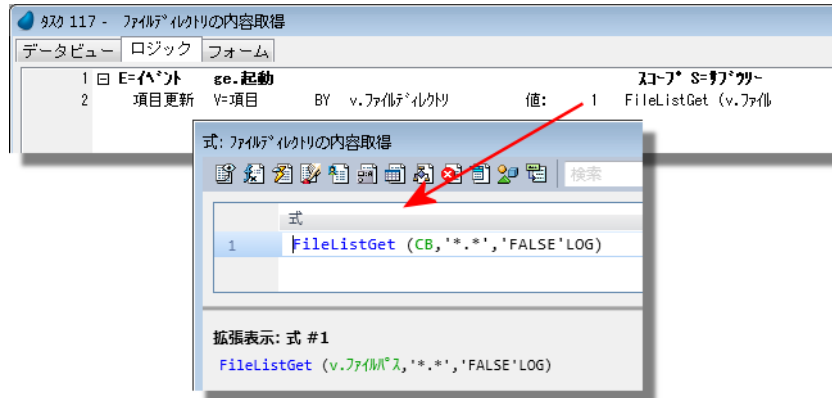 ﾀｽｸ 117 - ﾌｧｲﾙﾃﾞｨﾚｸﾄﾘの内容取得
データビュー ロジック フォーム
1 E=ｲﾍﾞﾝﾄ ge.起動 ｽｺｰﾌﾟ S=ｻﾌﾞﾂﾘｰ
2 項目更新 V=項目 BY v.ﾌｧｲﾙﾃﾞｨﾚｸﾄﾘ 値: 1 FileListGet (v.ﾌｧｲﾙ
式: ﾌｧｲﾙﾃﾞｨﾚｸﾄﾘの内容取得
検索
式
1 FileListGet (CB,'*.*','FALSE'LOG)
拡張表示: 式 #1
FileListGet (v.ﾌｧｲﾙﾊﾟｽ,'*.*','FALSE'LOG)